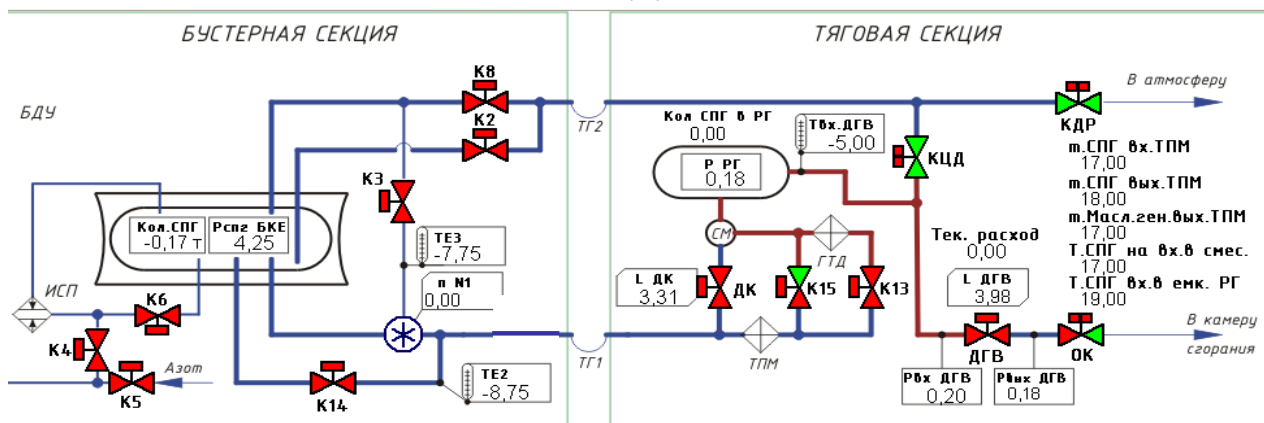 БУСТЕРНАЯ СЕКЦИЯ
ТЯГОВАЯ СЕКЦИЯ
БДУ
К8
К2
К3
ТГ2
Кол СПГ в РГ
0,00
Р РГ
0,18
Твх.ДГВ
-5,00
КЦД
КДР
В атмосферу
т.СПГ вх.ТПМ
17,00
т.СПГ вых.ТПМ
18,00
т.Масл.ген.вых.ТПМ
17,00
Т.СПГ на вх.в смес.
17,00
Т.СПГ вх.в емк. РГ
19,00
Кол.СПГ
-0,17 т
Рспг БКЕ
4,25
ТЕ3
-7,75
п N1
0,00
СМ
ГТД
Тек. расход
0,00
L ДК
3,31
ДК
К15
К13
L ДГВ
3,98
ИСП
К6
К4
К5
Азот
К14
ТЕ2
-8,75
ТГ1
ТПМ
ДГВ
ОК
В камеру
сгорания
Рвх ДГВ
0,20
Рвых ДГВ
0,18